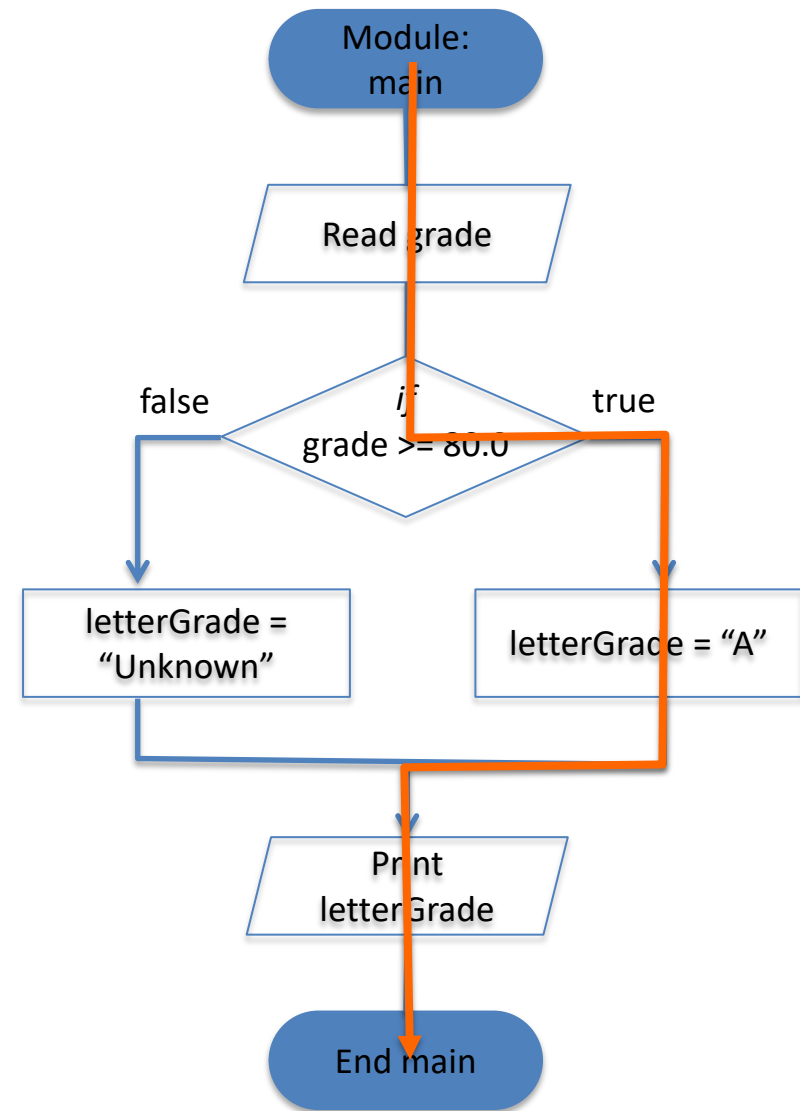 Module:
main
Read grade
false
if
true
grade >= 80.0
letterGrade =
“Unknown”
letterGrade = “A”
Print
letterGrade
End main